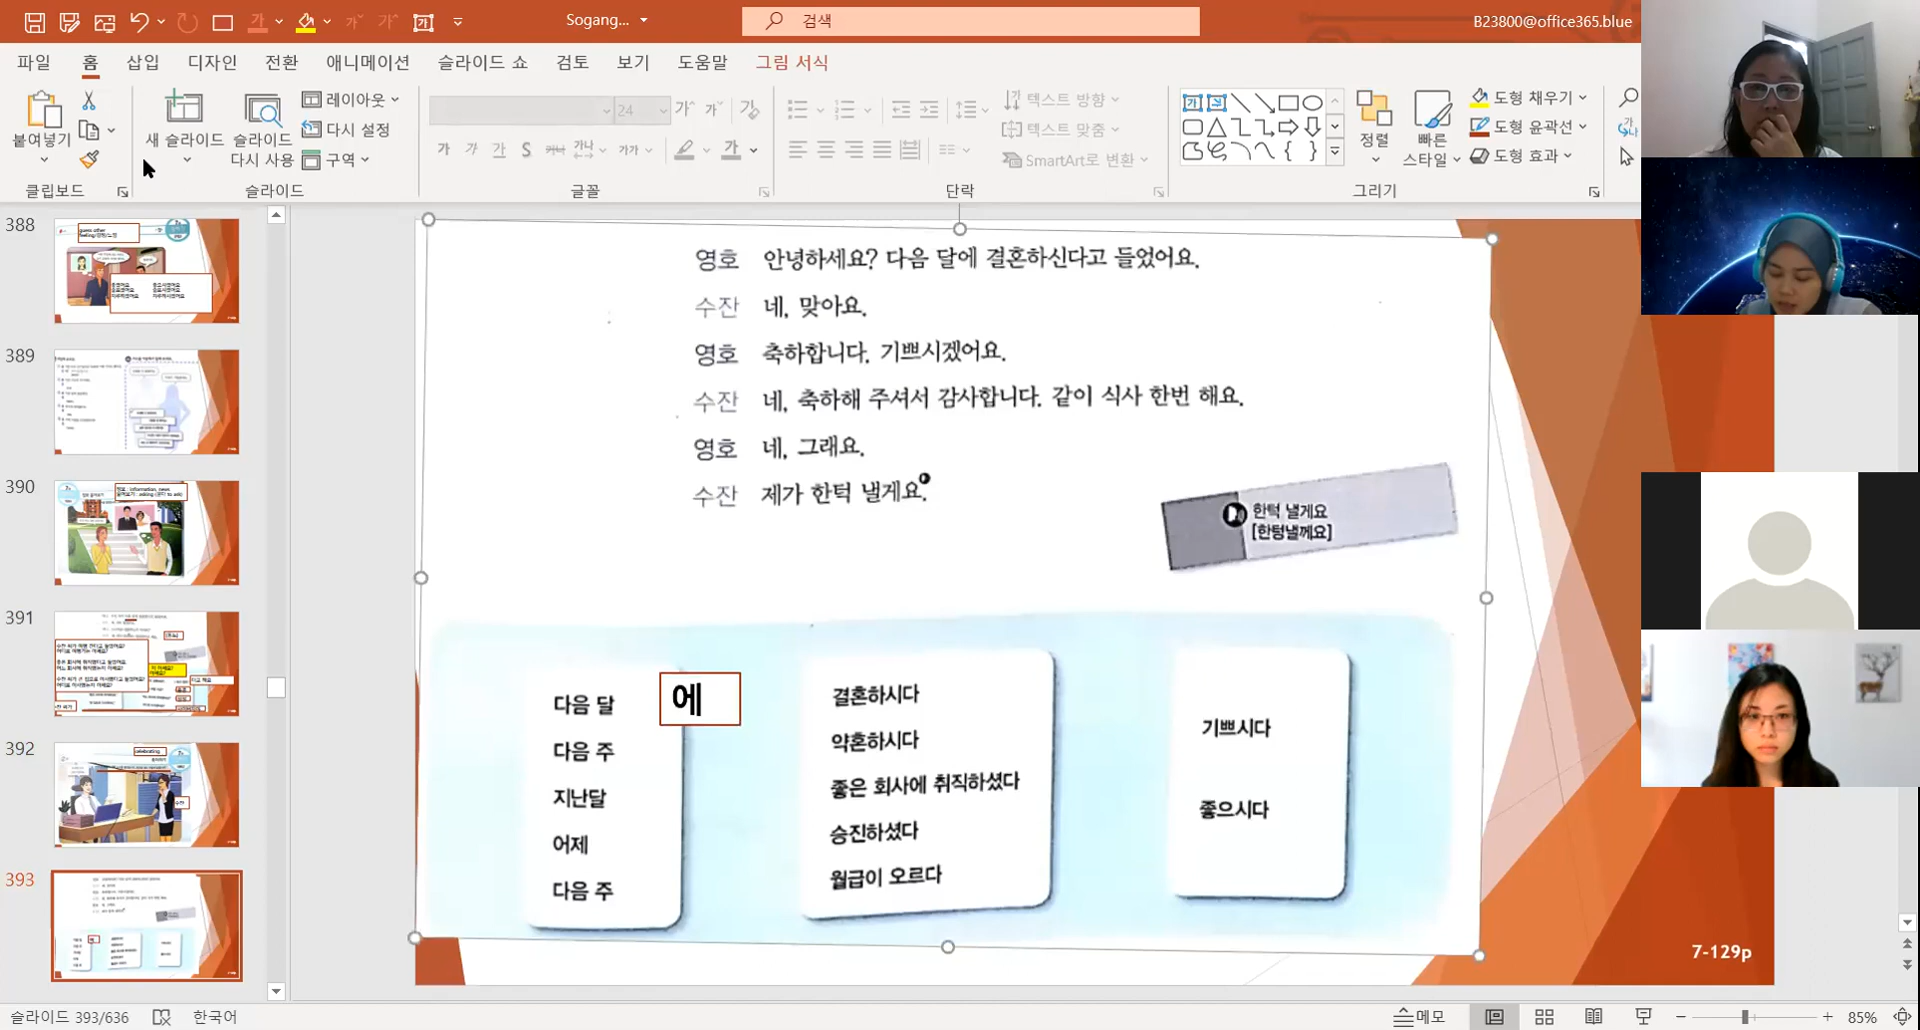 Sogang...
검색
B23800@office365.blue
파일 홈 삽입 디자인 전환 애니메이션 슬라이드 쇼 검토 보기 도움말 그림 서식
붙여넣기
클립보드
새 슬라이드
슬라이드 다시 사용
레이아웃
다시 설정
구역
슬라이드
24
글꼴
텍스트 방향
텍스트 맞춤
SmartArt로 변환
단락
정렬
빠른 스타일
도형 채우기
도형 윤곽선
도형 효과
그리기
388
389
390
391
392
393
영호 안녕하세요? 다음 달에 결혼하신다고 들었어요.
수잔 네, 맞아요.
영호 축하합니다. 기쁘시겠어요.
수잔 네, 축하해 주셔서 감사합니다. 같이 식사 한번 해요.
영호 네, 그래요.
수잔 제가 한턱 낼게요.
한턱 낼게요
[한텅낼께요]
다음 달 에
다음 주
지난달
어제
다음 주
결혼하시다
약혼하시다
좋은 회사에 취직하셨다
승진하셨다
월급이 오르다
기쁘시다
좋으시다
7-129p
슬라이드 393/636
한국어
메모
85%